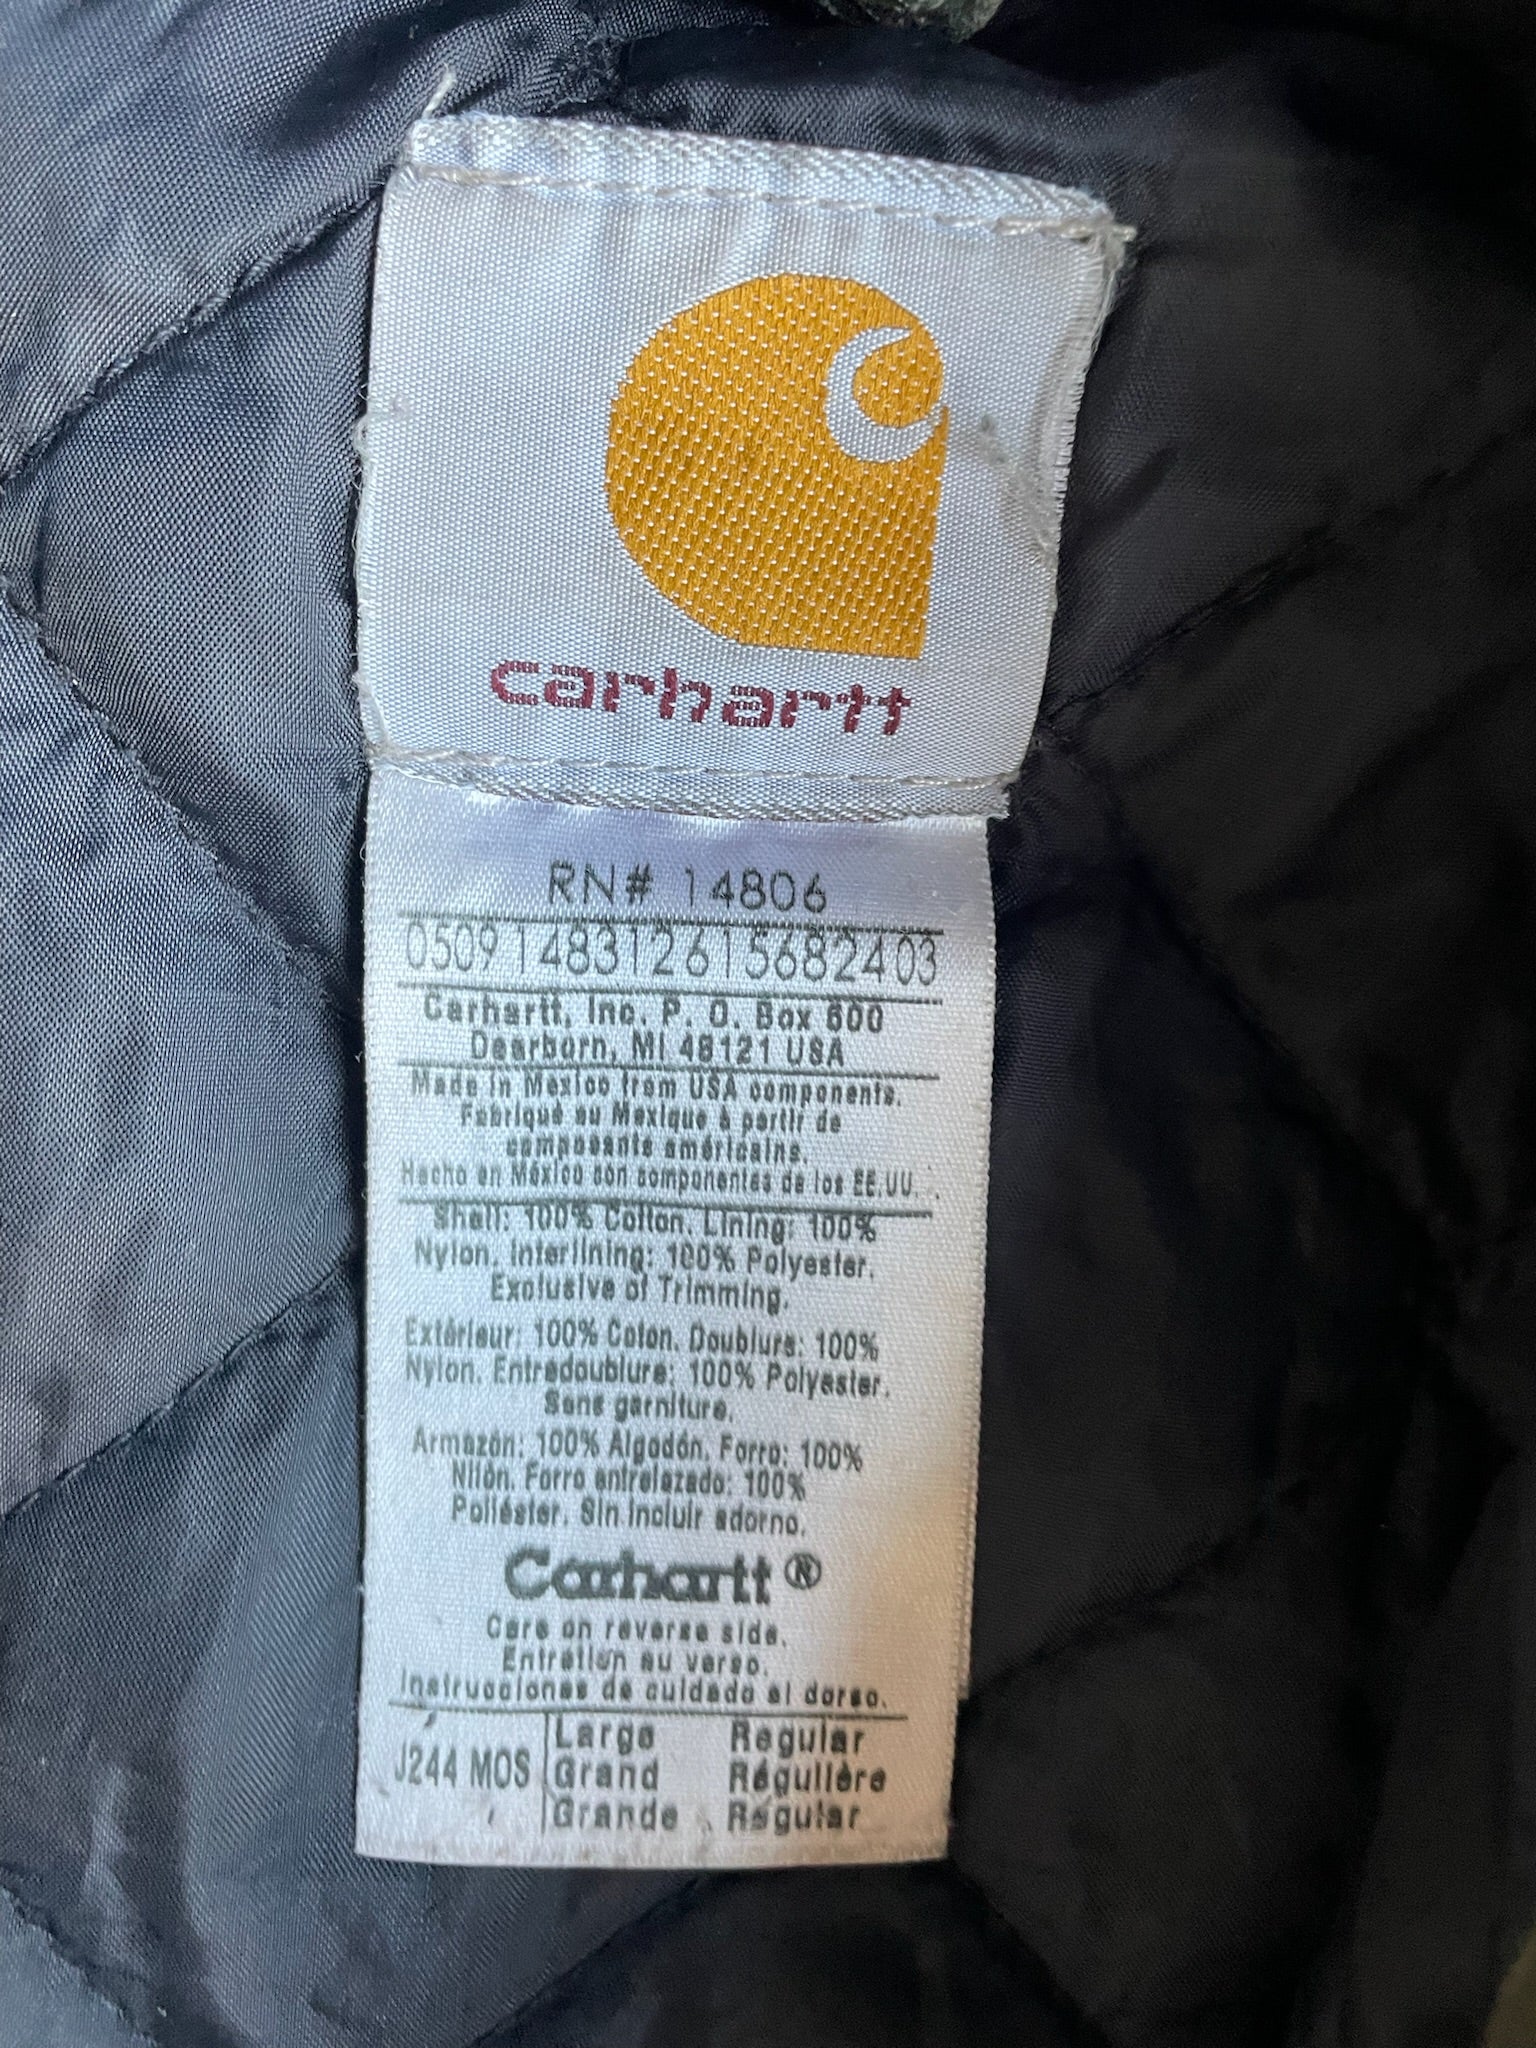 carhartt
RN# 14806
0509148312615682403
Carhartt, Inc. P. O. Box 600
Dearborn, MI 48121 USA
Made in Mexico from USA components.
Fabriqué au Mexique à partir de
composants américains.
Hecho en México con componentes de los EE.UU. .
Shell: 100% Cotton. Lining: 100%
Nylon. Interlining: 100% Polyester.
Exclusive of Trimming.
Extérieur: 100% Coton. Doublure: 100%
Nylon. Entredoublure: 100% Polyester.
Sans garniture.
Armazón: 100% Algodón. Forro: 100%
Nilón. Forro entrelazado: 100%
Poliéster. Sin incluir adorno.
Carhartt®
Care on reverse side.
Entretien au verso.
Instrucciones de cuidado al dorso.
J244 MOS
Large Regular
Grand Régulière
Grande Regular